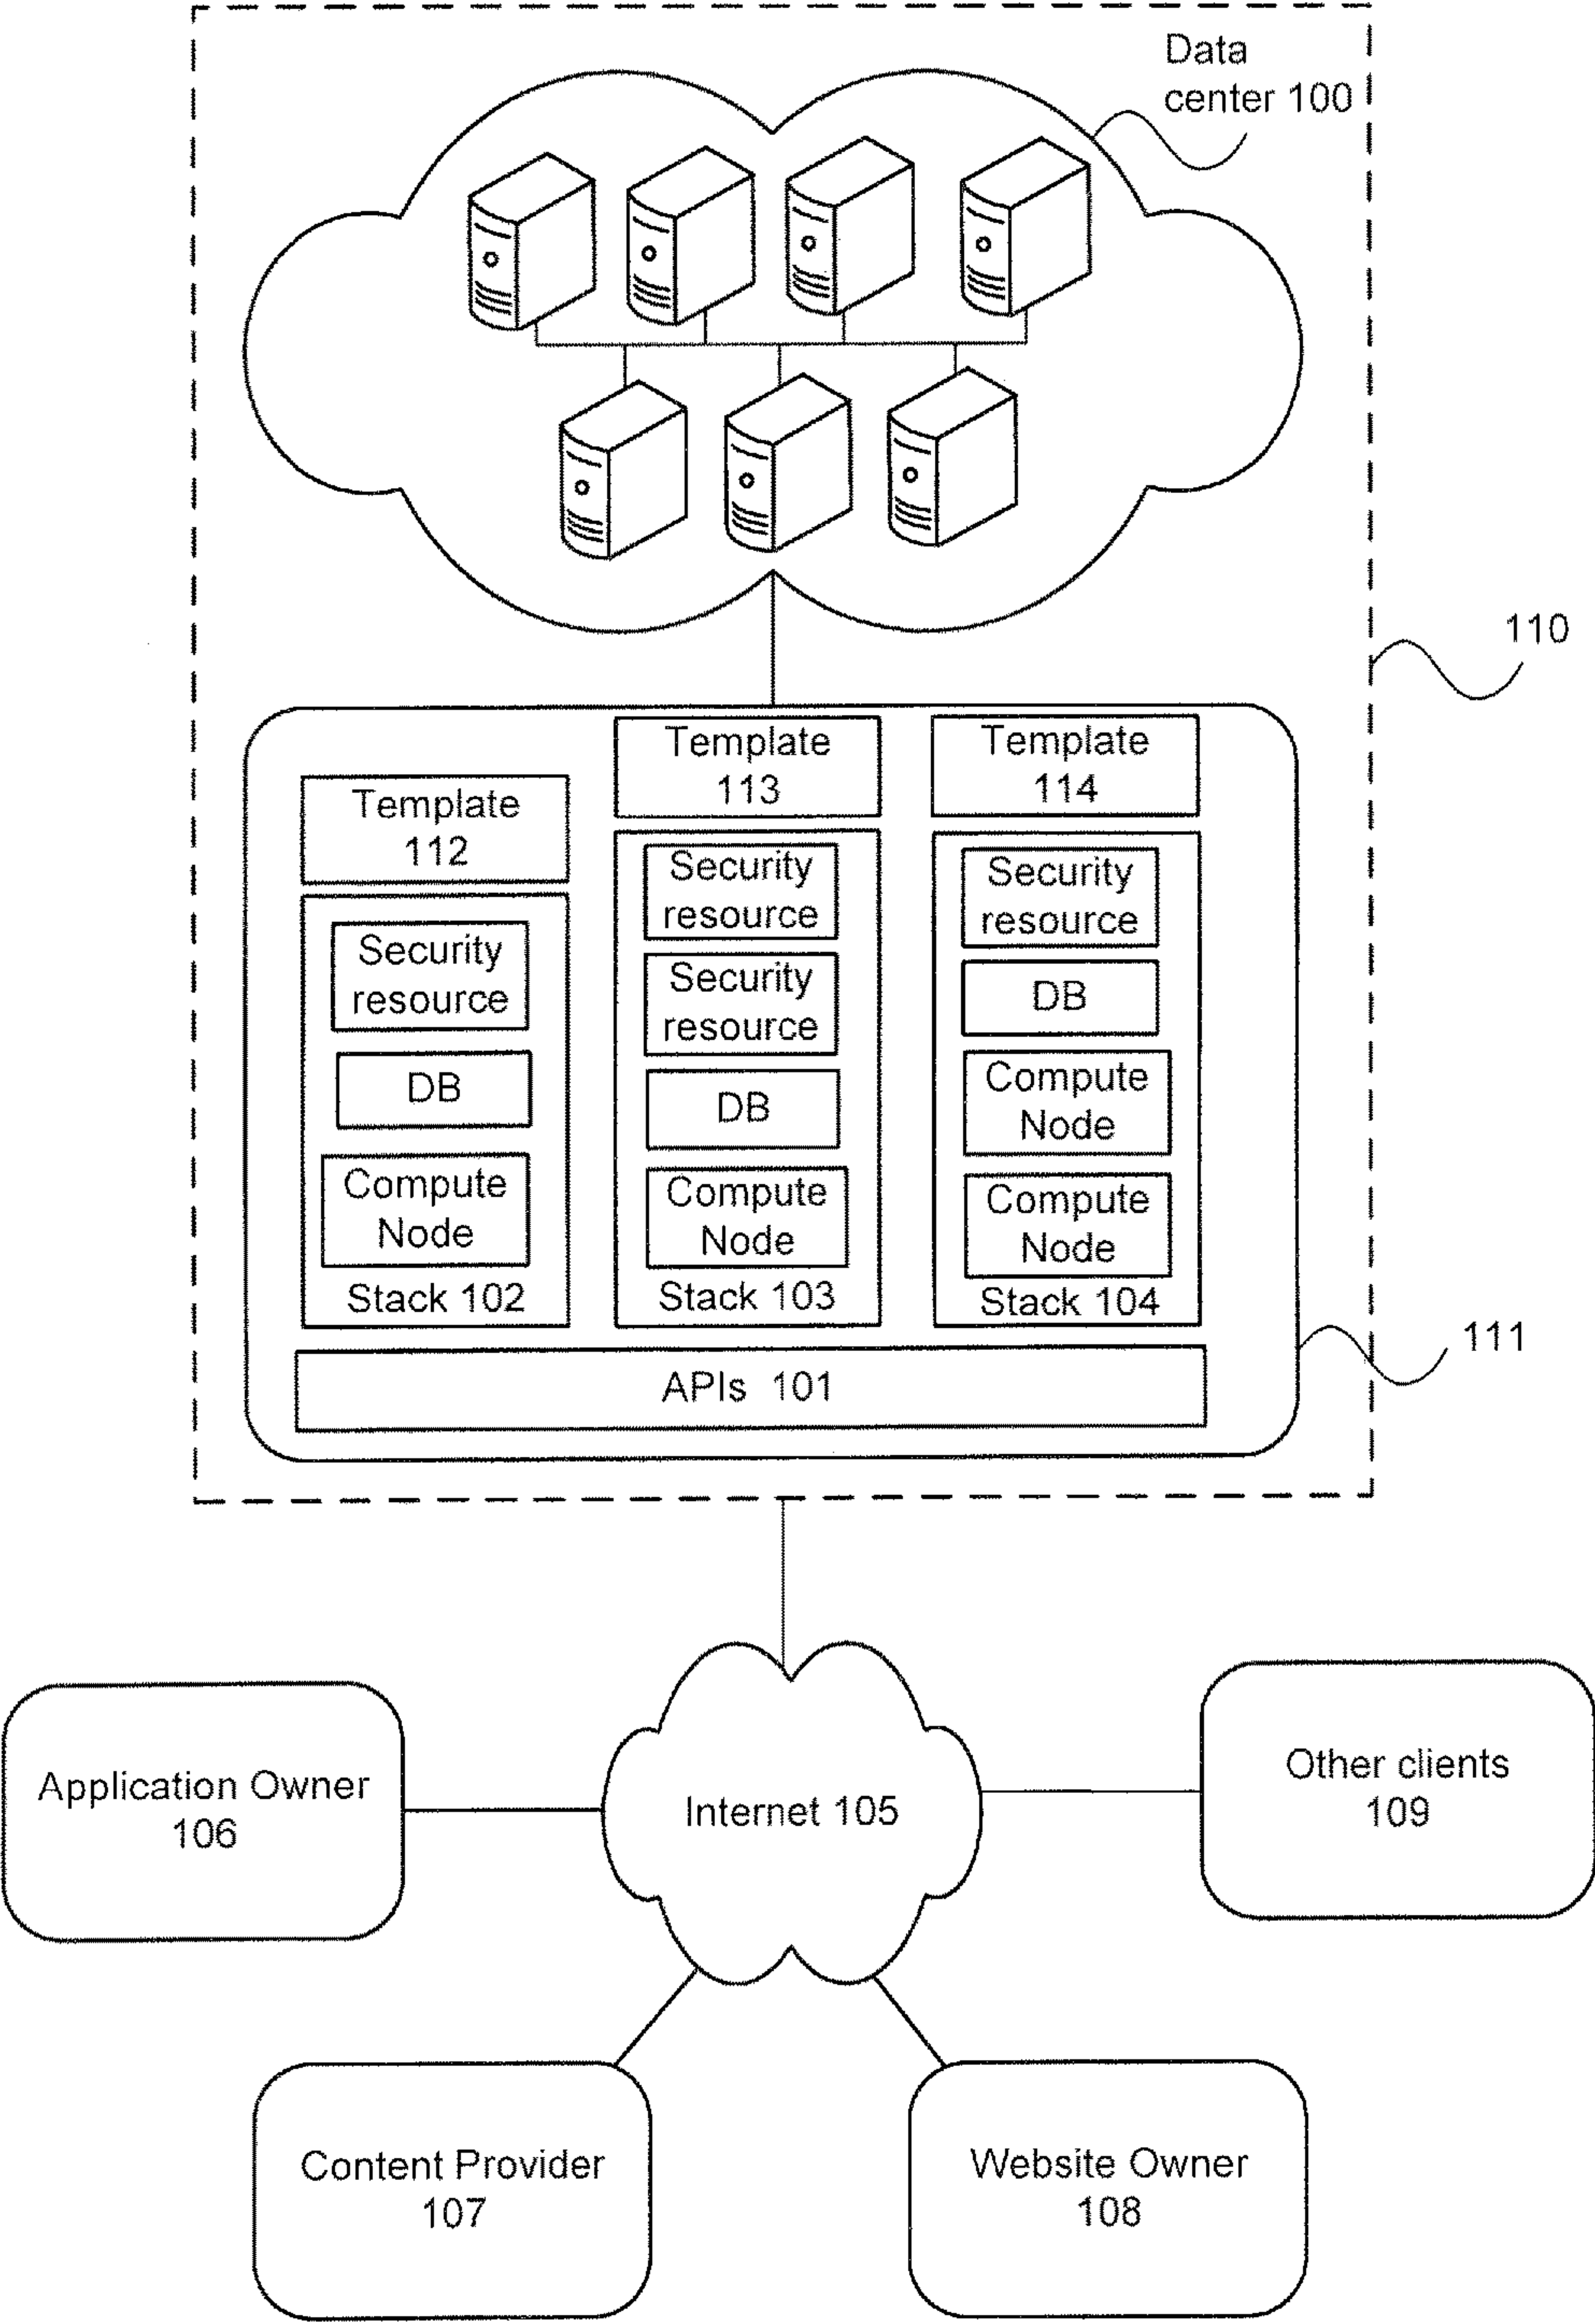 Data
center 100
110
Template
112
Security
resource
DB
Compute
Node
Stack 102
Template
113
Security
resource
Security
resource
DB
Compute
Node
Stack 103
Template
114
Security
resource
DB
Compute
Node
Compute
Node
Stack 104
111
APIs 101
Application Owner
106
Internet 105
Other clients
109
Content Provider
107
Website Owner
108